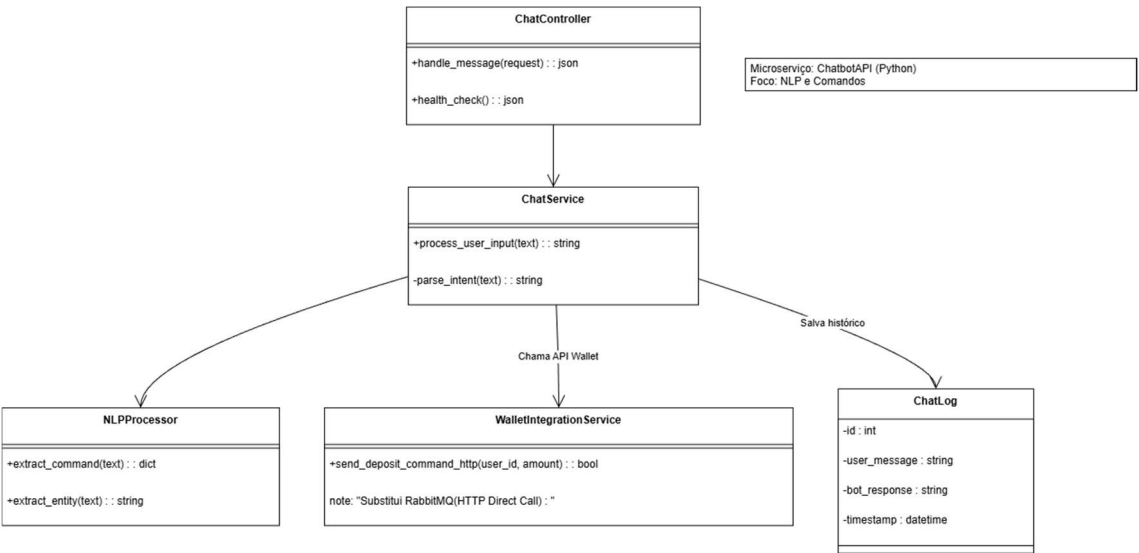 ChatController
+handle_message(request) : : json
+health_check() : : json
Microserviço: ChatbotAPI (Python)
Foco: NLP e Comandos
ChatService
+process_user_input(text) : : string
-parse_intent(text) : : string
Salva histórico
Chama API Wallet
NLPProcessor
+extract_command(text) : : dict
+extract_entity(text) : : string
WalletIntegrationService
+send_deposit_command_http(user_id, amount) : : bool
note: "Substitui RabbitMQ(HTTP Direct Call) : "
ChatLog
-id : int
-user_message : string
-bot_response : string
-timestamp : datetime